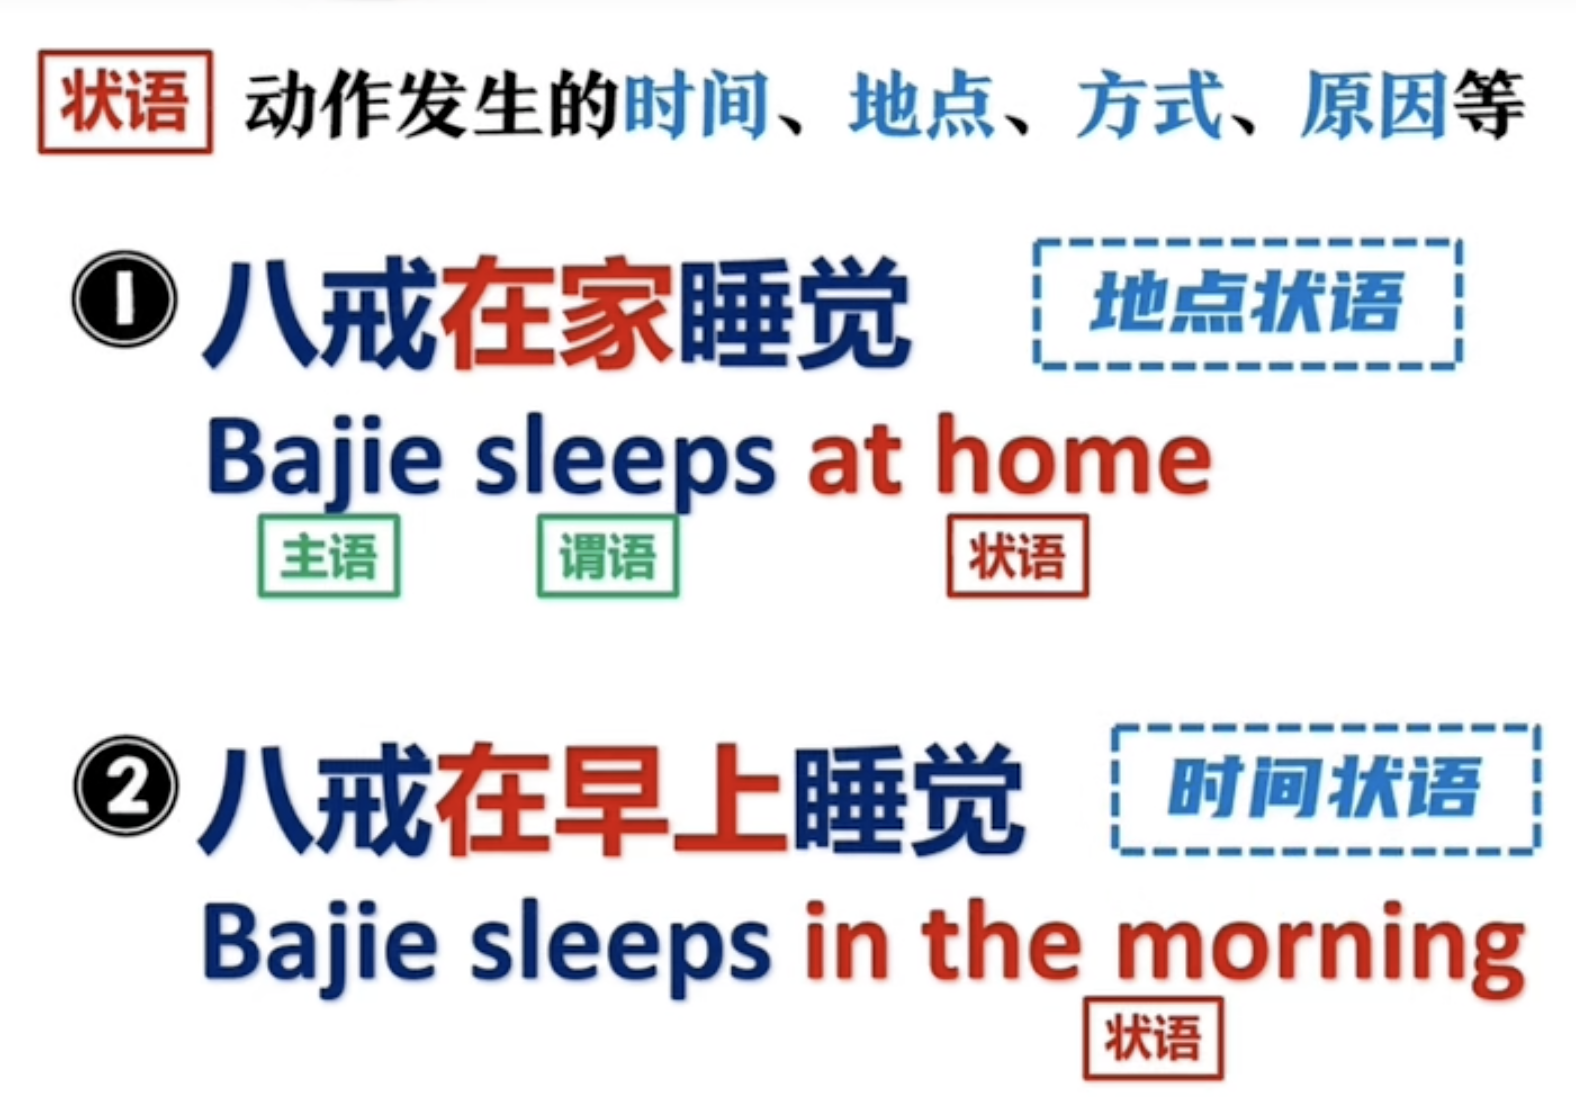 状语 动作发生的时间、地点、方式、原因等
1 八戒在家睡觉 地点状语
Bajie sleeps at home
主语 谓语 状语
2 八戒在早上睡觉 时间状语
Bajie sleeps in the morning
状语